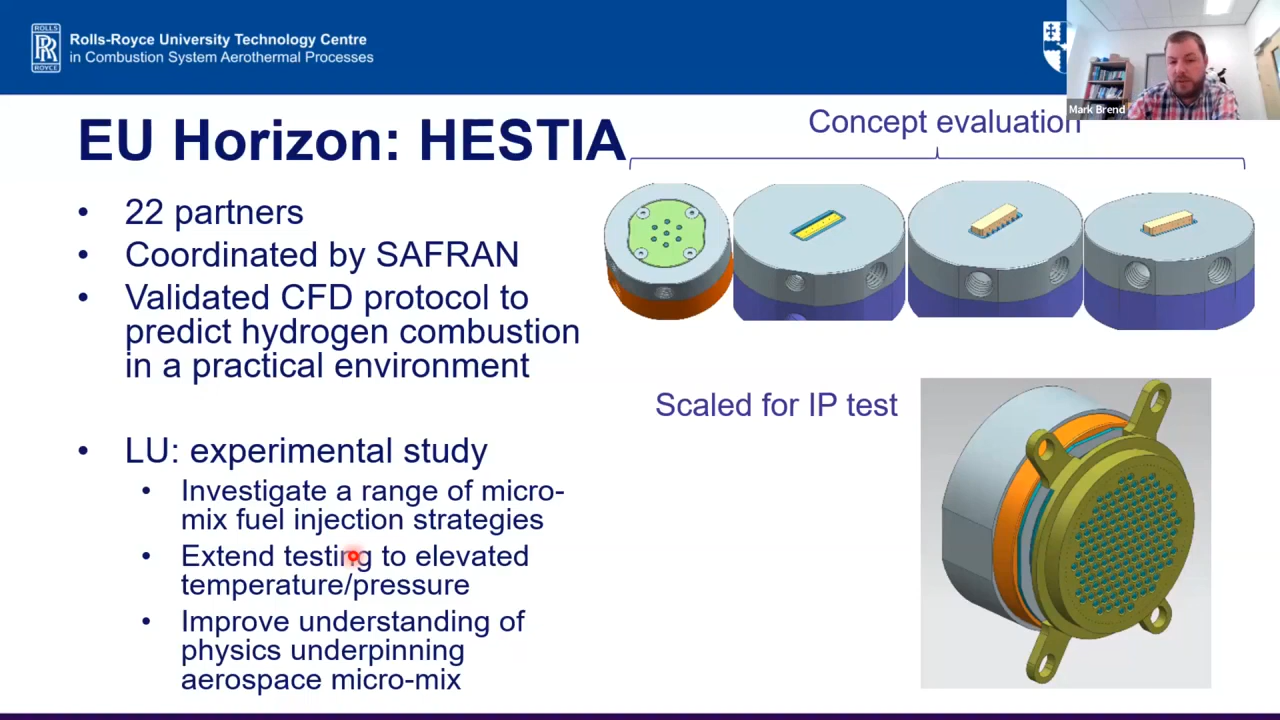 ROLLS
RR
ROYCE
Rolls-Royce University Technology Centre
in Combustion System Aerothermal Processes
Mark Brend
EU Horizon: HESTIA
Concept evaluation
• 22 partners
• Coordinated by SAFRAN
• Validated CFD protocol to
predict hydrogen combustion
in a practical environment
Scaled for IP test
• LU: experimental study
• Investigate a range of micro-
mix fuel injection strategies
• Extend testing to elevated
temperature/pressure
• Improve understanding of
physics underpinning
aerospace micro-mix